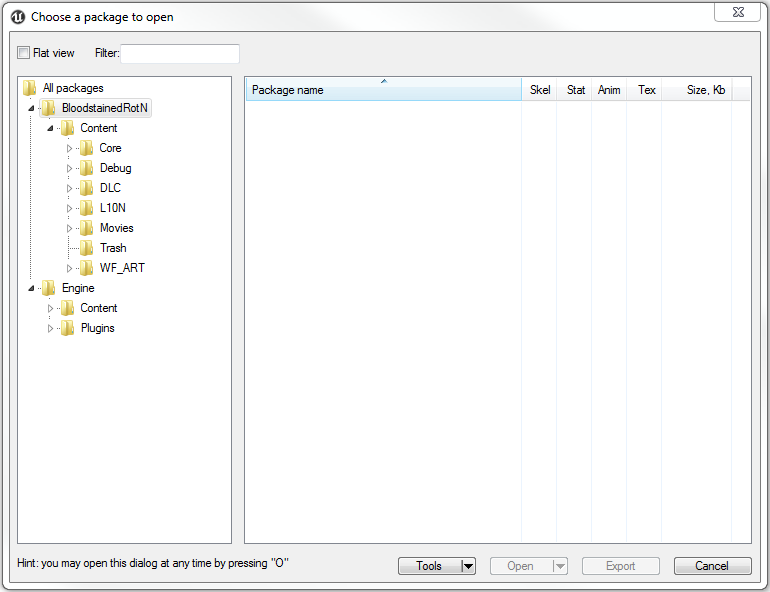 Choose a package to open
Flat view Filter:
All packages
BloodstainedRotN
Content
Core
Debug
DLC
L10N
Movies
Trash
WF_ART
Engine
Content
Plugins
Package name Skel Stat Anim Tex Size, Kb
Hint: you may open this dialog at any time by pressing "O"
Tools Open Export Cancel